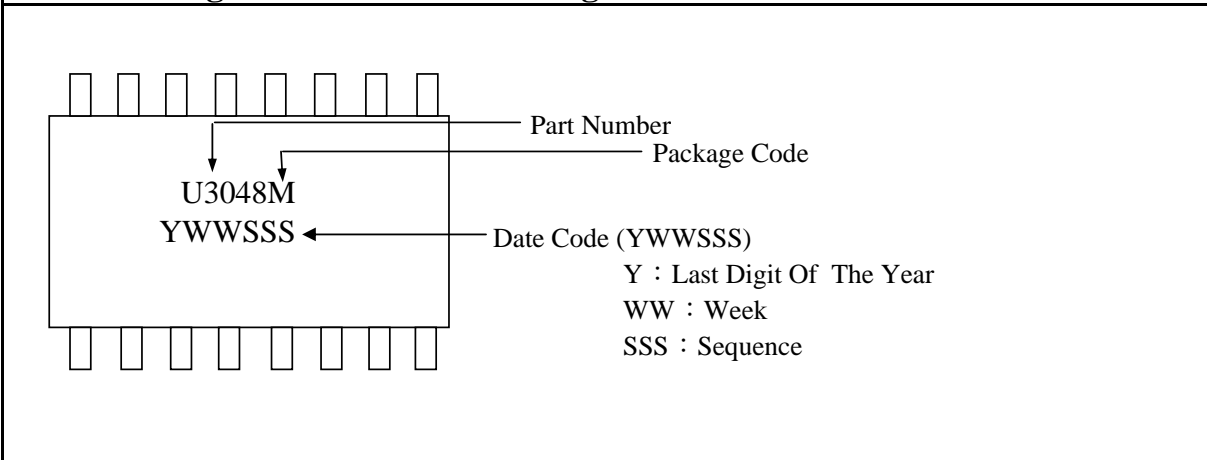 Part Number
Package Code
U3048M
YWWSSS
Date Code (YWWSSS)
Y：Last Digit Of The Year
WW：Week
SSS：Sequence